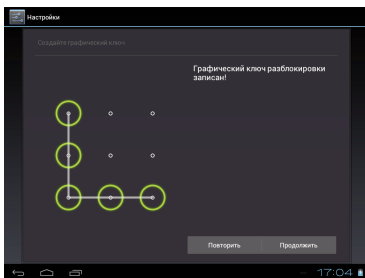 Настройки
Создайте графический ключ
Графический ключ разблокировки
записан!
Повторить
Продолжить
17:04